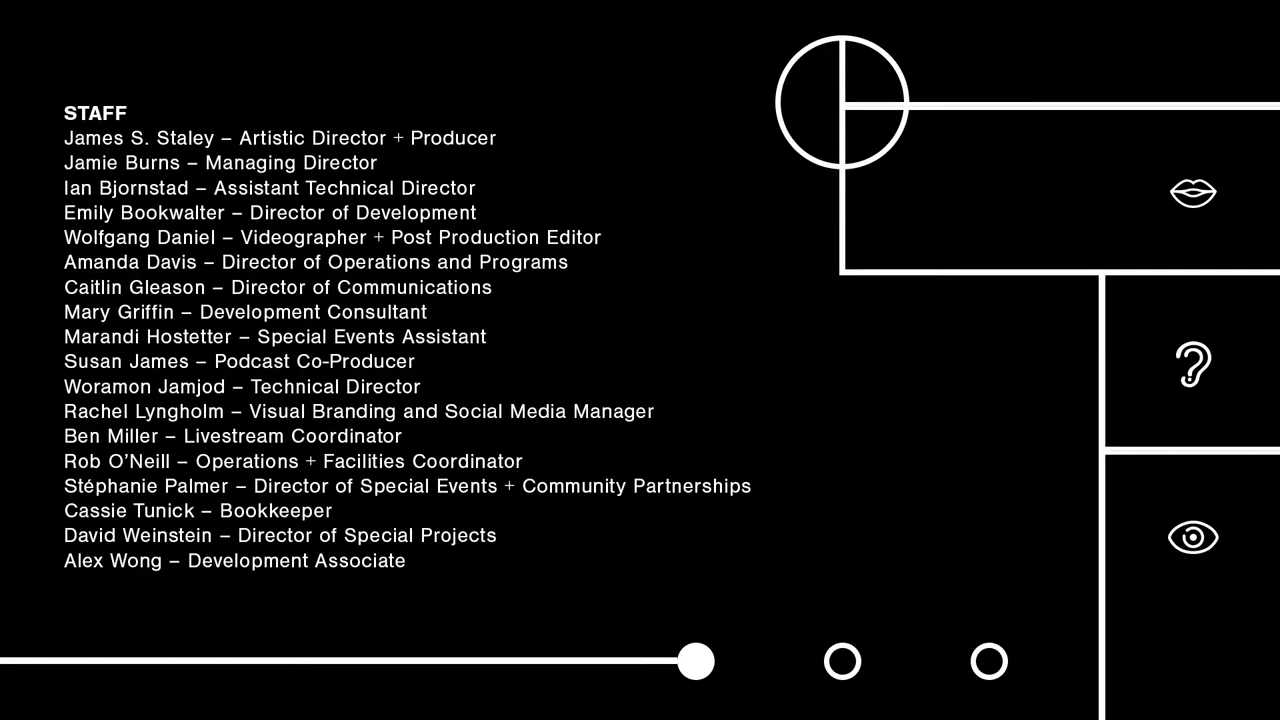 STAFF
James S. Staley – Artistic Director + Producer
Jamie Burns – Managing Director
Ian Bjornstad – Assistant Technical Director
Emily Bookwalter – Director of Development
Wolfgang Daniel – Videographer + Post Production Editor
Amanda Davis – Director of Operations and Programs
Caitlin Gleason – Director of Communications
Mary Griffin – Development Consultant
Marandi Hostetter – Special Events Assistant
Susan James – Podcast Co-Producer
Woramon Jamjod – Technical Director
Rachel Lyngholm – Visual Branding and Social Media Manager
Ben Miller – Livestream Coordinator
Rob O’Neill – Operations + Facilities Coordinator
Stéphanie Palmer – Director of Special Events + Community Partnerships
Cassie Tunick – Bookkeeper
David Weinstein – Director of Special Projects
Alex Wong – Development Associate